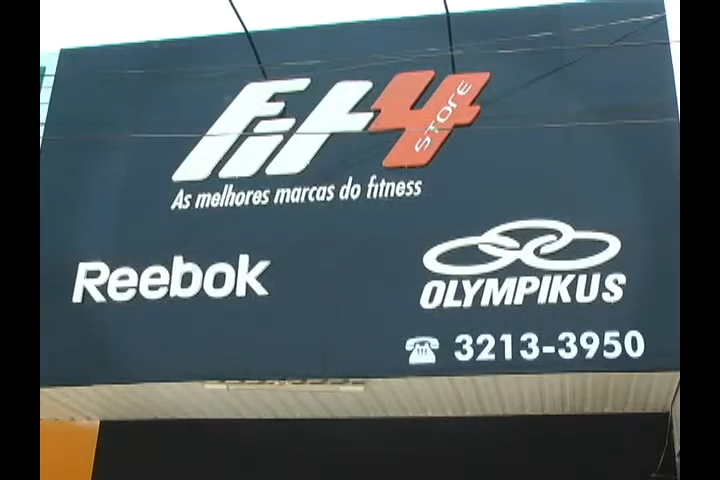 Fit4 STORE
As melhores marcas do fitness
Reebok
OLYMPIKUS
3213-3950